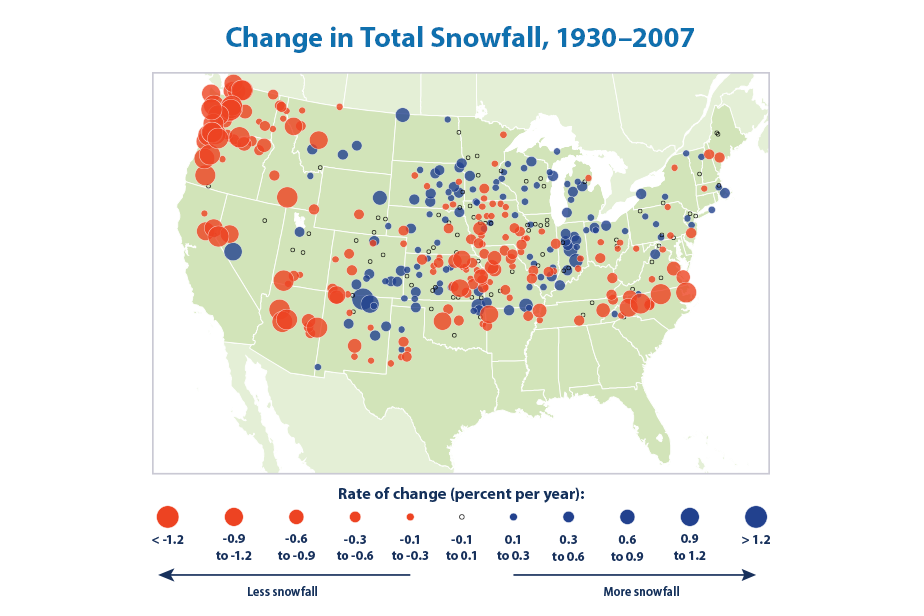 Change in Total Snowfall, 1930–2007
Rate of change (percent per year):
< -1.2
-0.9
to -1.2
-0.6
to -0.9
-0.3
to -0.6
-0.1
to -0.3
-0.1
to 0.1
0.1
to 0.3
0.3
to 0.6
0.6
to 0.9
0.9
to 1.2
> 1.2
Less snowfall
More snowfall